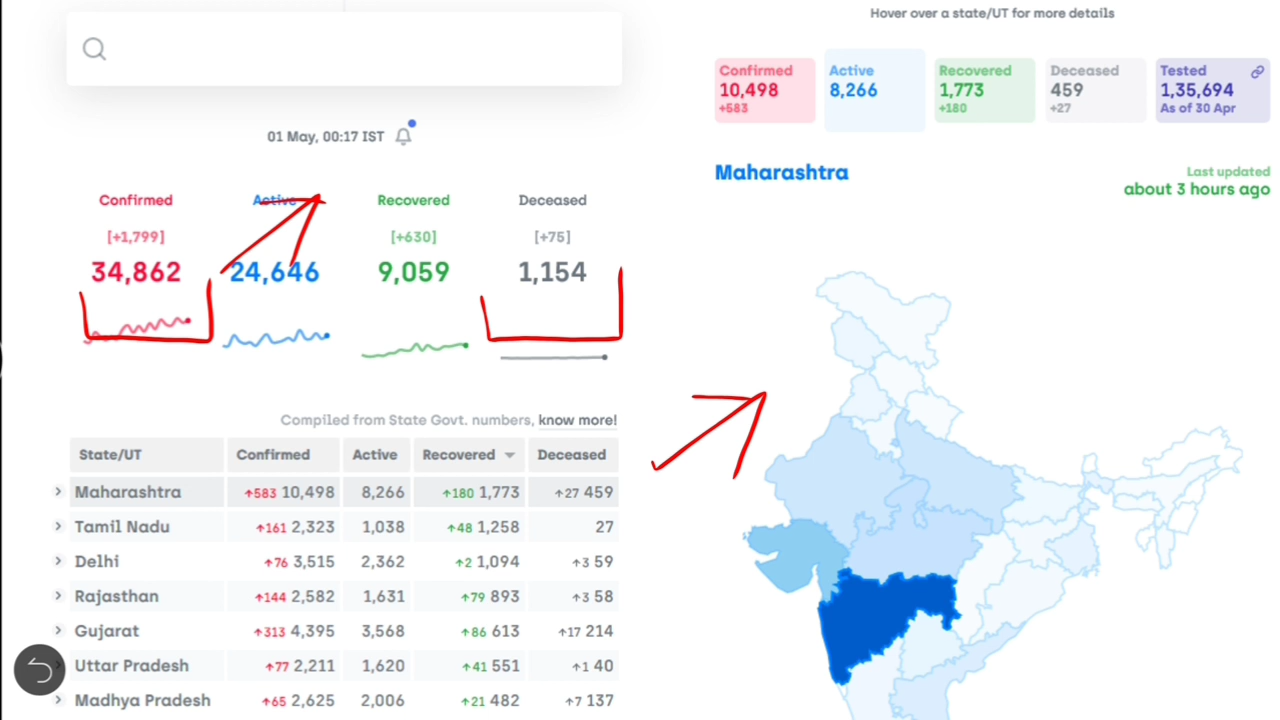 01 May, 00:17 IST
Confirmed Active Recovered Deceased
[+1,799] [+630] [+75]
34,862 24,646 9,059 1,154
Compiled from State Govt. numbers, know more!
State/UT Confirmed Active Recovered Deceased
Maharashtra ↑583 10,498 8,266 ↑180 1,773 ↑27 459
Tamil Nadu ↑161 2,323 1,038 ↑48 1,258 27
Delhi ↑76 3,515 2,362 ↑2 1,094 ↑3 59
Rajasthan ↑144 2,582 1,631 ↑79 893 ↑3 58
Gujarat ↑313 4,395 3,568 ↑86 613 ↑17 214
Uttar Pradesh ↑77 2,211 1,620 ↑41 551 ↑1 40
Madhya Pradesh ↑65 2,625 2,006 ↑21 482 ↑7 137
Hover over a state/UT for more details
Confirmed Active Recovered Deceased Tested
10,498 8,266 1,773 459 1,35,694
+583 +180 +27 As of 30 Apr
Maharashtra
Last updated
about 3 hours ago